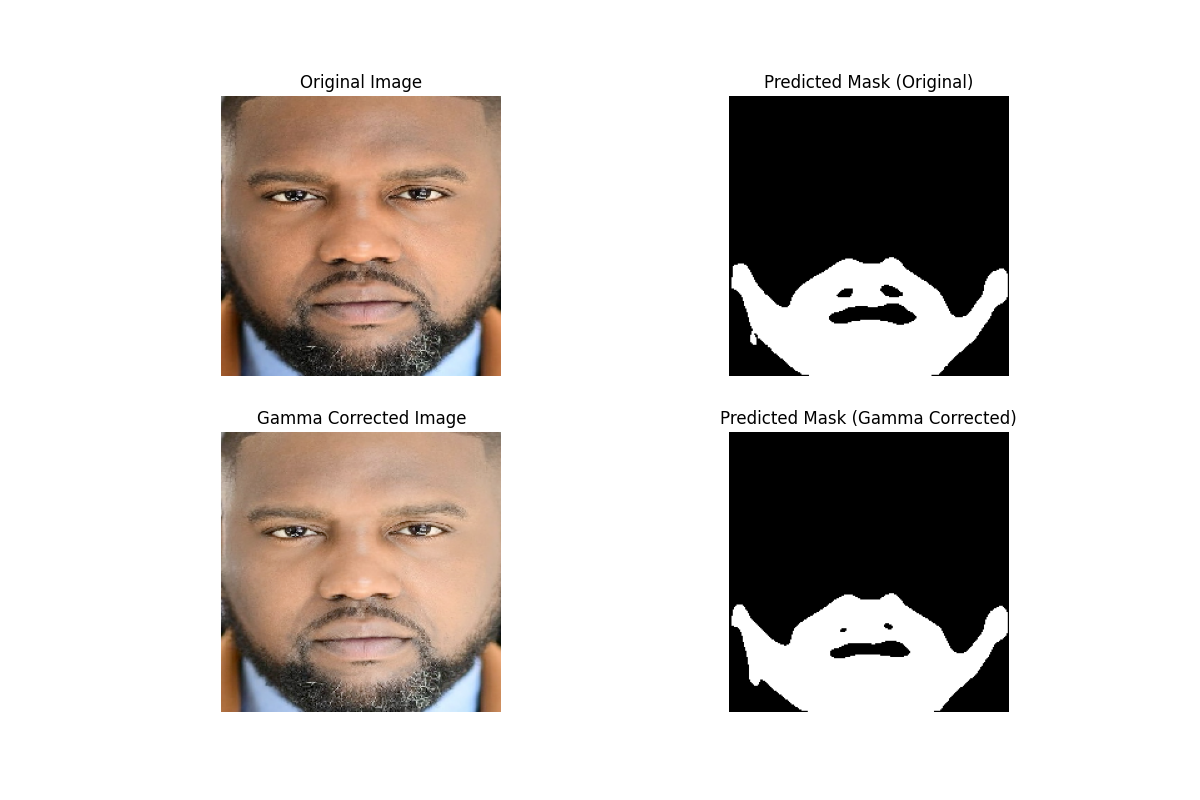 Original Image
Predicted Mask (Original)
Gamma Corrected Image
Predicted Mask (Gamma Corrected)